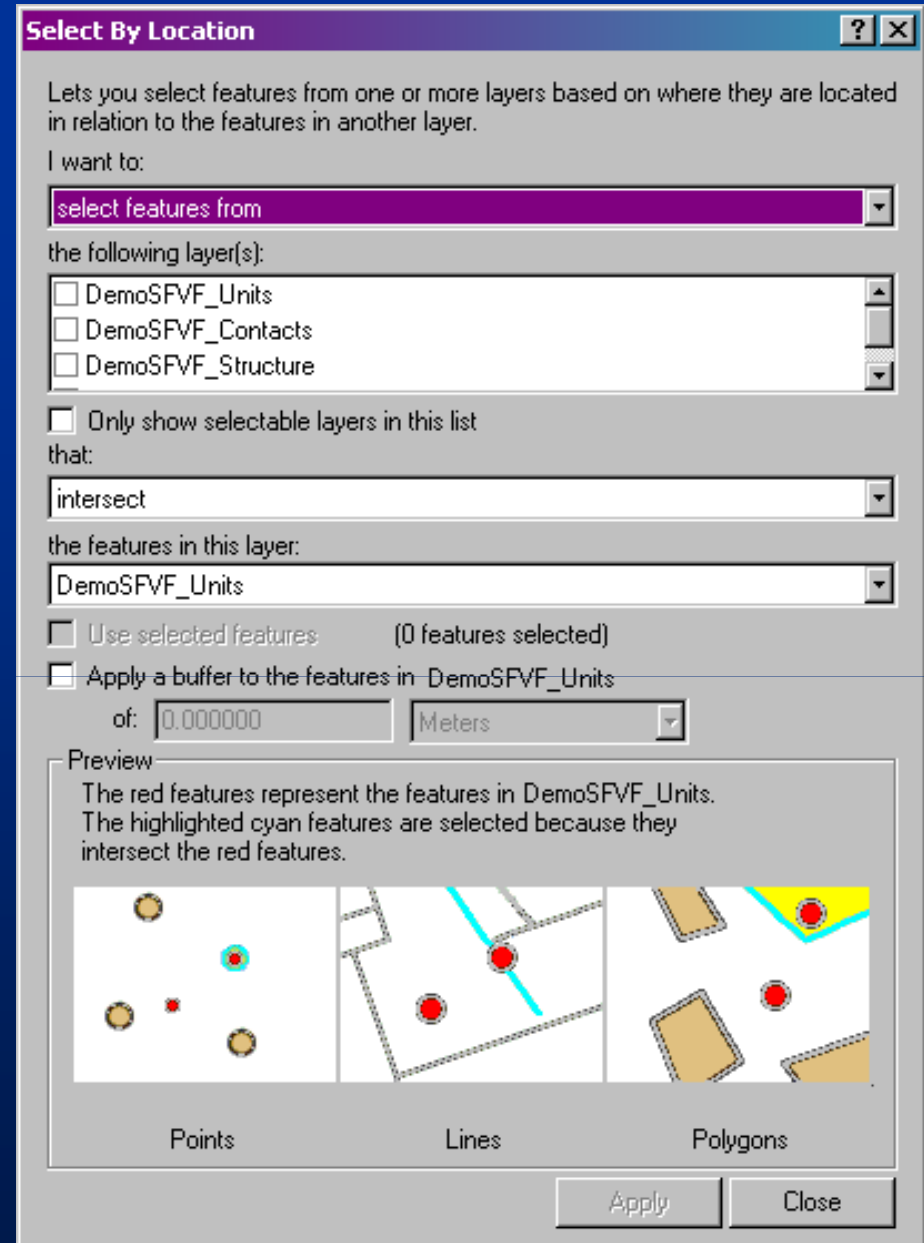 Select By Location
Lets you select features from one or more layers based on where they are located
in relation to the features in another layer.
I want to:
select features from
the following layer(s):
DemoSFVF_Units
DemoSFVF_Contacts
DemoSFVF_Structure
Only show selectable layers in this list
that:
intersect
the features in this layer:
DemoSFVF_Units
Use selected features (0 features selected)
Apply a buffer to the features in DemoSFVF_Units
of: 0.000000 Meters
Preview
The red features represent the features in DemoSFVF_Units.
The highlighted cyan features are selected because they
intersect the red features.
Points Lines Polygons
Apply Close